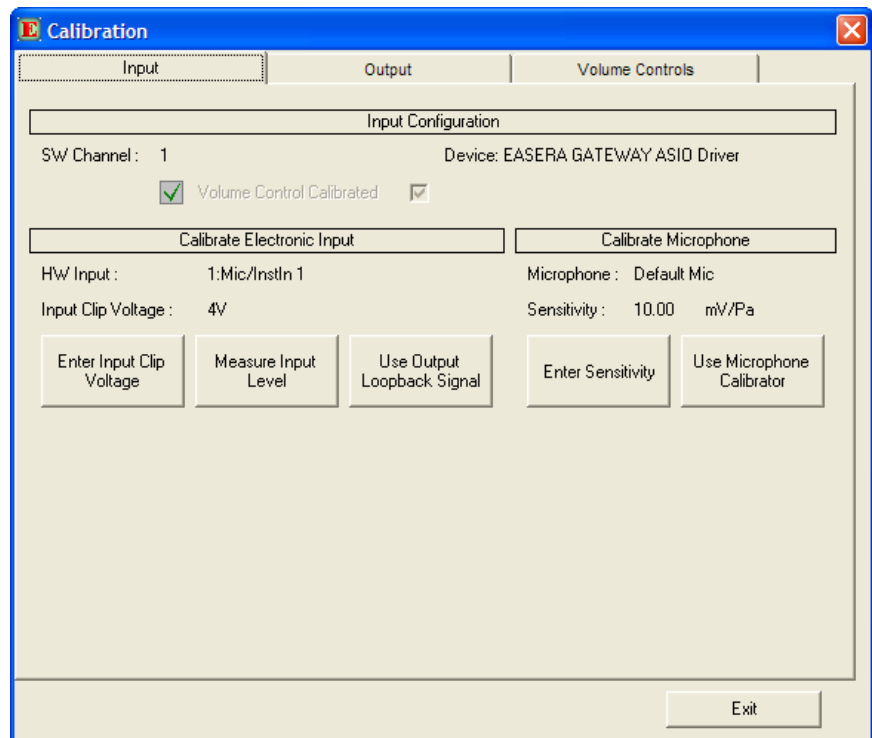 E Calibration
Input Output Volume Controls
Input Configuration
SW Channel : 1 Device: EASERA GATEWAY ASIO Driver
Volume Control Calibrated
Calibrate Electronic Input Calibrate Microphone
HW Input : 1:Mic/InstIn 1 Microphone : Default Mic
Input Clip Voltage : 4V Sensitivity : 10.00 mV/Pa
Enter Input Clip
Voltage
Measure Input
Level
Use Output
Loopback Signal
Enter Sensitivity
Use Microphone
Calibrator
Exit